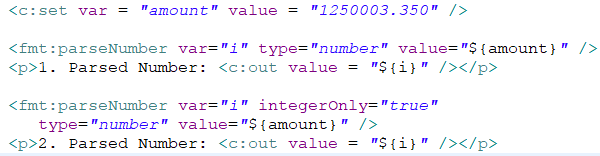 <c:set var = "amount" value = "1250003.350" />
<fmt:parseNumber var="i" type="number" value="${amount}" />
<p>1. Parsed Number: <c:out value = "${i}" /></p>
<fmt:parseNumber var="i" integerOnly="true"
type="number" value="${amount}" />
<p>2. Parsed Number: <c:out value = "${i}" /></p>